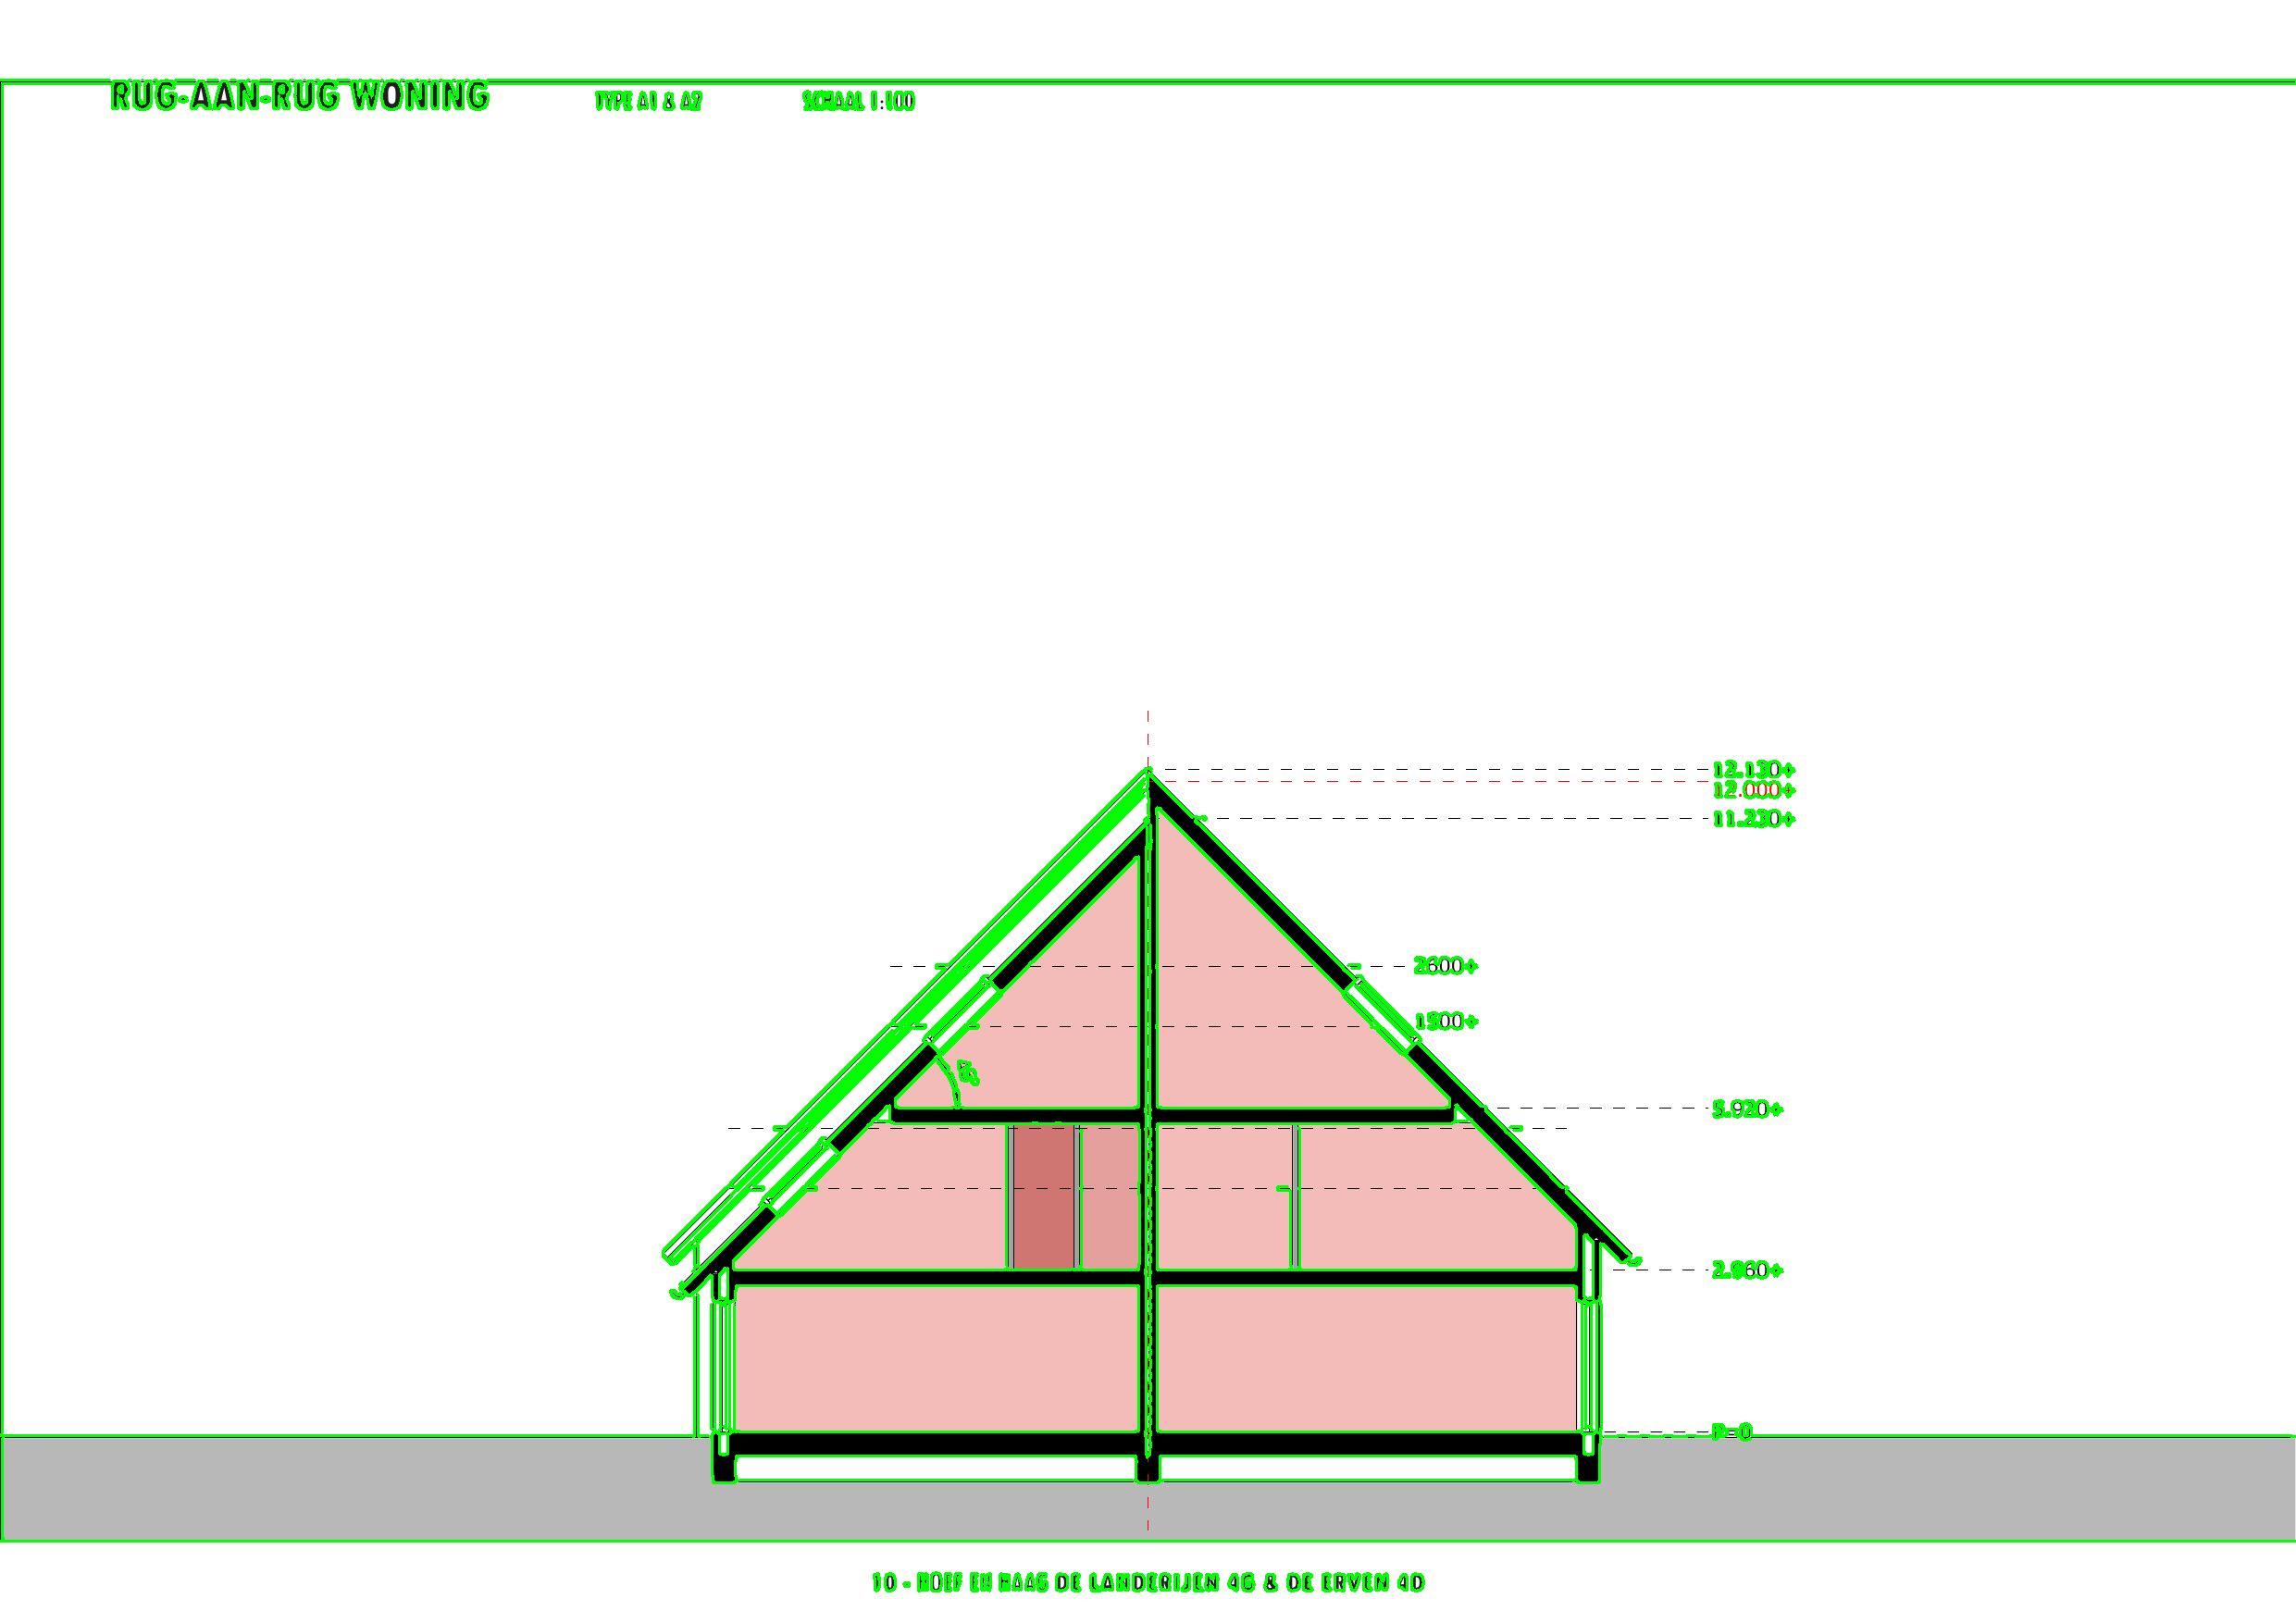 RUG-AAN-RUG WONING TYPE A1 & A2 SCHAAL 1:100
12.130+
12.000+
11.230+
2600+
1500+
45°
5.920+
2.960+
P=0
10 - HOEF EN HAAG DE LANDERIJEN 4G & DE ERVEN 4D